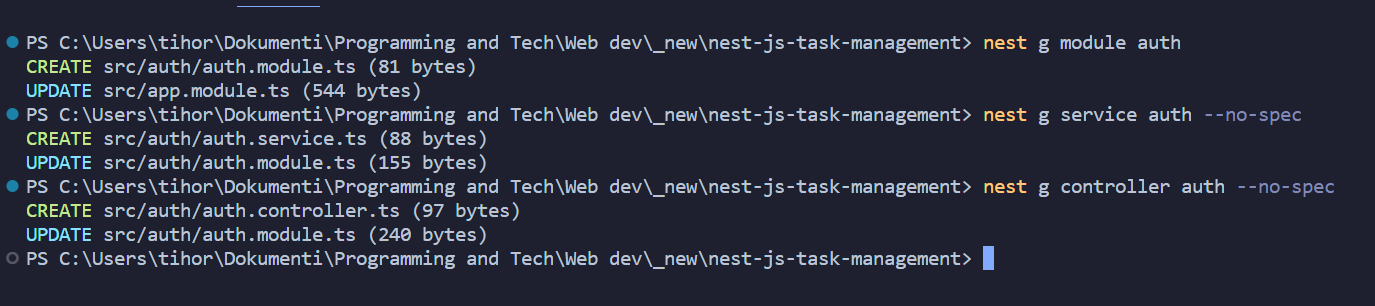 PS C:\Users\tihor\Dokumenti\Programming and Tech\Web dev\_new\nest-js-task-management> nest g module auth
CREATE src/auth/auth.module.ts (81 bytes)
UPDATE src/app.module.ts (544 bytes)
PS C:\Users\tihor\Dokumenti\Programming and Tech\Web dev\_new\nest-js-task-management> nest g service auth --no-spec
CREATE src/auth/auth.service.ts (88 bytes)
UPDATE src/auth/auth.module.ts (155 bytes)
PS C:\Users\tihor\Dokumenti\Programming and Tech\Web dev\_new\nest-js-task-management> nest g controller auth --no-spec
CREATE src/auth/auth.controller.ts (97 bytes)
UPDATE src/auth/auth.module.ts (240 bytes)
PS C:\Users\tihor\Dokumenti\Programming and Tech\Web dev\_new\nest-js-task-management>